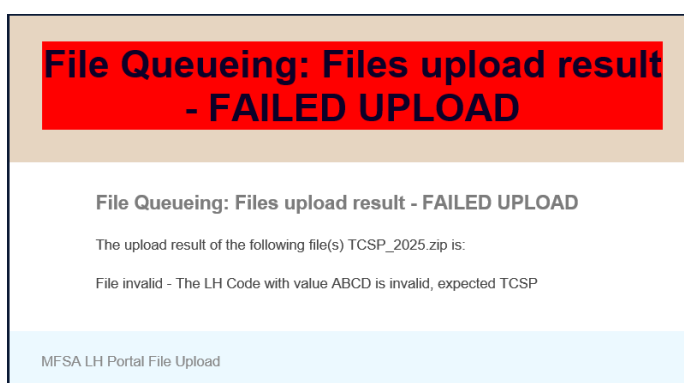 File Queueing: Files upload result
- FAILED UPLOAD
File Queueing: Files upload result - FAILED UPLOAD
The upload result of the following file(s) TCSP_2025.zip is:
File invalid - The LH Code with value ABCD is invalid, expected TCSP
MFSA LH Portal File Upload